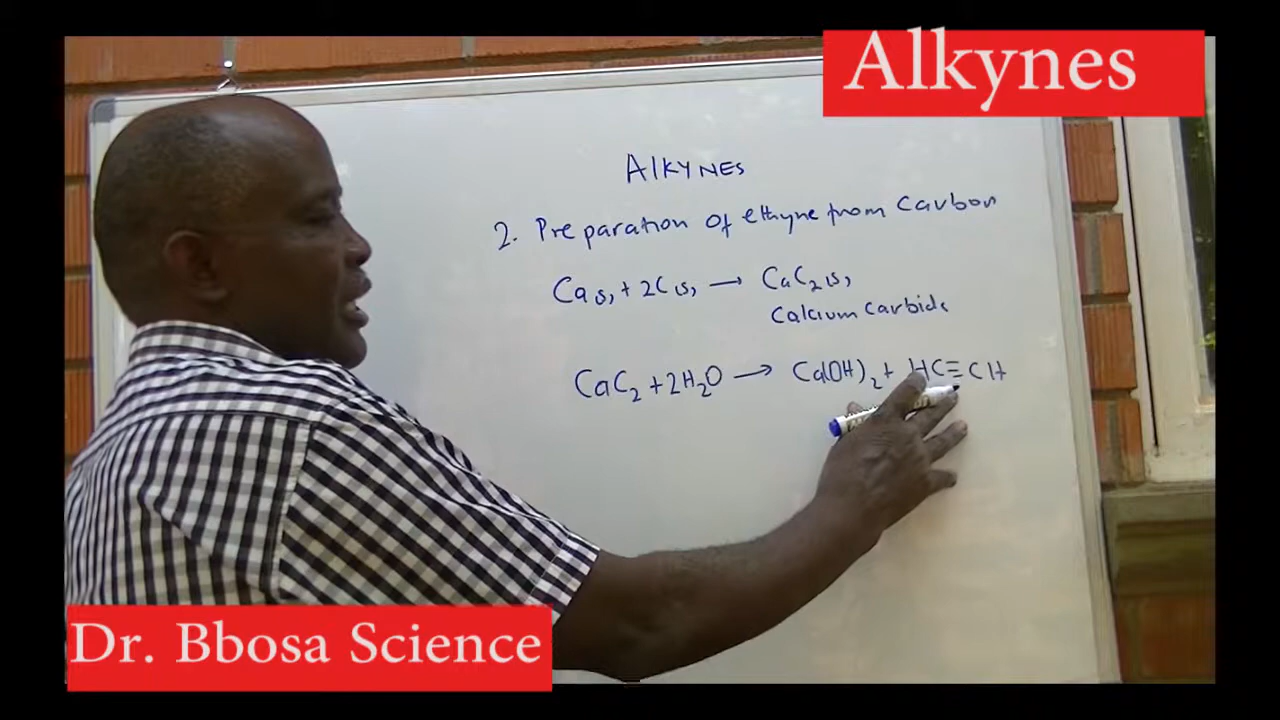 Alkynes
ALKYNES
2. Preparation of ethyne from Carbon
Ca(s) + 2C(s) → CaC₂(s)
Calcium carbide
CaC₂ + 2H₂O → Ca(OH)₂ + HC≡CH
Dr. Bbosa Science